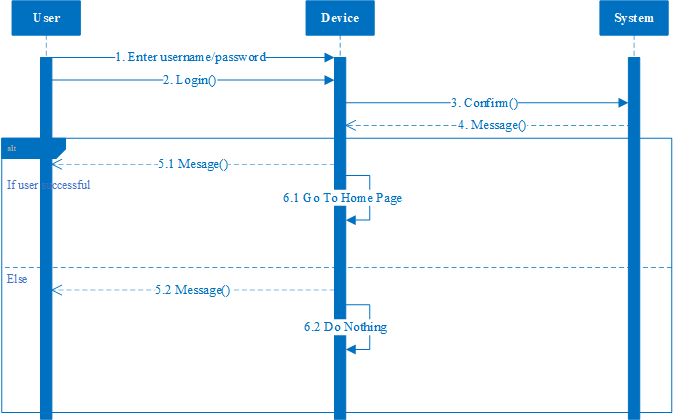 User Device System
1. Enter username/password
2. Login()
3. Confirm()
4. Message()
alt
5.1 Mesage()
If user successful
6.1 Go To Home Page
Else
5.2 Message()
6.2 Do Nothing